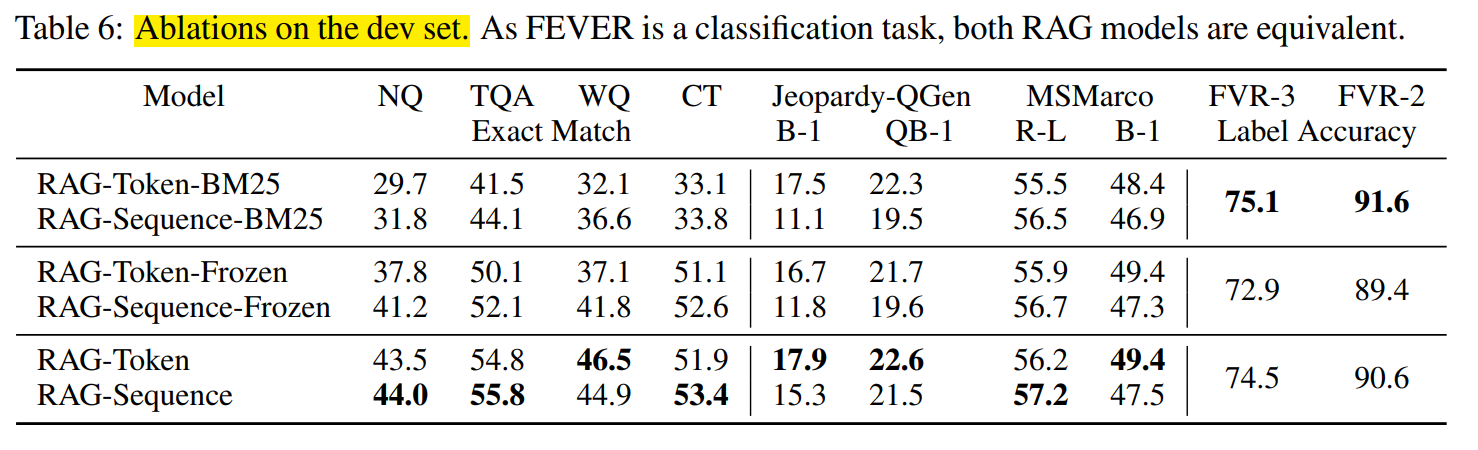 Table 6: Ablations on the dev set. As FEVER is a classification task, both RAG models are equivalent.
Model NQ TQA WQ CT Jeopardy-QGen MSMarco FVR-3 FVR-2
Exact Match B-1 QB-1 R-L B-1 Label Accuracy
RAG-Token-BM25 29.7 41.5 32.1 33.1 17.5 22.3 55.5 48.4
75.1 91.6
RAG-Sequence-BM25 31.8 44.1 36.6 33.8 11.1 19.5 56.5 46.9
RAG-Token-Frozen 37.8 50.1 37.1 51.1 16.7 21.7 55.9 49.4
72.9 89.4
RAG-Sequence-Frozen 41.2 52.1 41.8 52.6 11.8 19.6 56.7 47.3
RAG-Token 43.5 54.8 46.5 51.9 17.9 22.6 56.2 49.4
74.5 90.6
RAG-Sequence 44.0 55.8 44.9 53.4 15.3 21.5 57.2 47.5